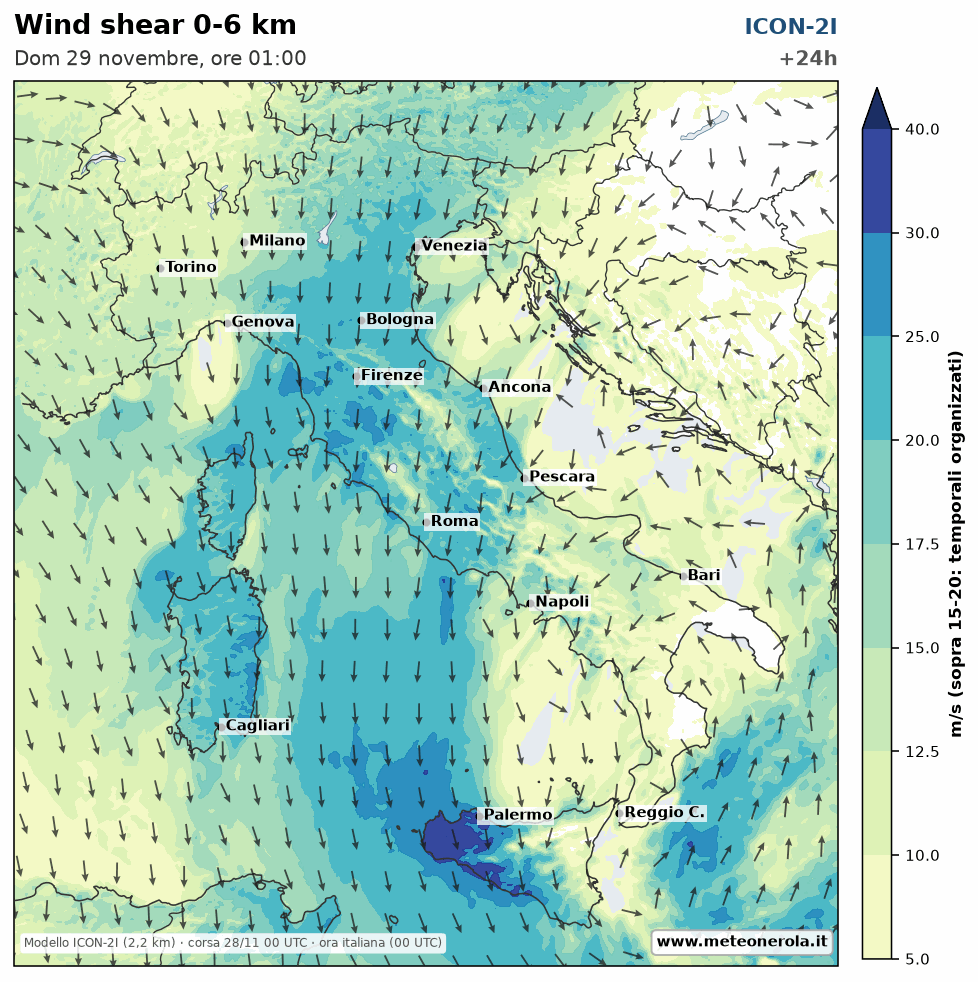 Wind shear 0-6 km
ICON-2I
Dom 29 novembre, ore 01:00
+24h
40.0
30.0
25.0
20.0
17.5
15.0
12.5
10.0
5.0
m/s (sopra 15-20: temporali organizzati)
Milano
Venezia
Torino
Genova
Bologna
Firenze
Ancona
Pescara
Roma
Bari
Napoli
Cagliari
Palermo
Reggio C.
Modello ICON-2I (2,2 km) · corsa 28/11 00 UTC · ora italiana (00 UTC)
www.meteonerola.it